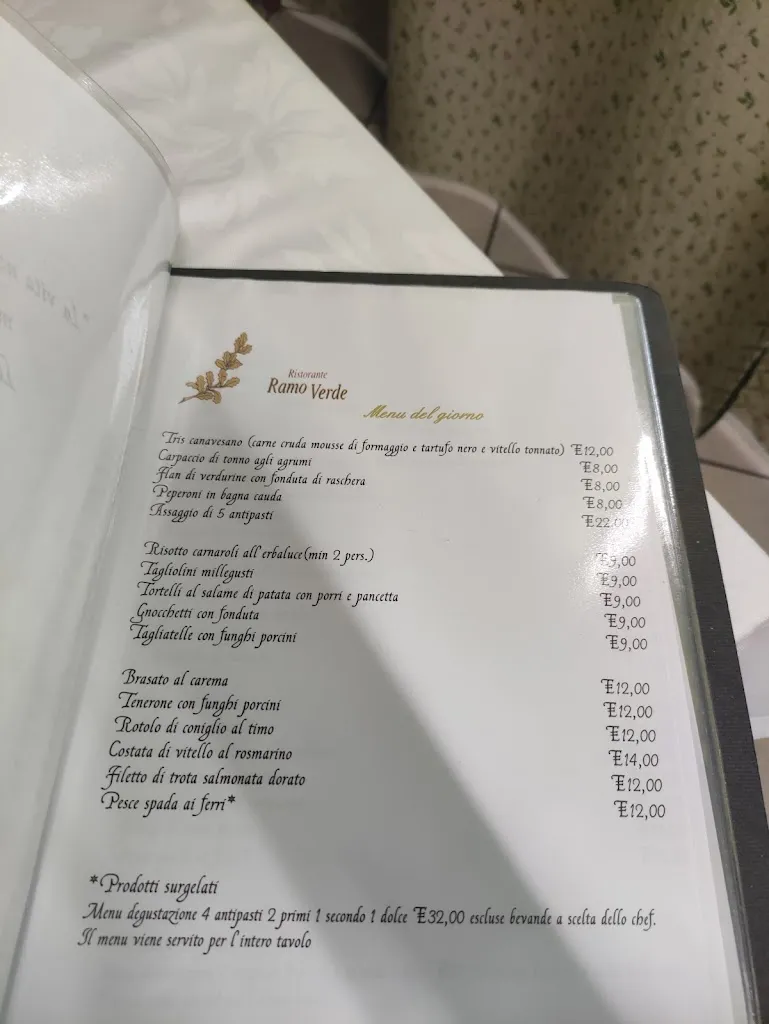 Ristorante
Ramo Verde
Menu del giorno
Tris canavesano (carne cruda mousse di formaggio e tartufo nero e vitello tonnato) €12,00
Carpaccio di tonno agli agrumi €8,00
Flan di verdurine con fonduta di raschera €8,00
Peperoni in bagna cauda €8,00
Assaggio di 5 antipasti €22,00
Risotto carnaroli all'erbaluce(min 2 pers.) €9,00
Tagliolini millegusti €9,00
Tortelli al salame di patata con porri e pancetta €9,00
Gnocchetti con fonduta €9,00
Tagliatelle con funghi porcini €9,00
Brasato al carema €12,00
Tenerone con funghi porcini €12,00
Rotolo di coniglio al timo €12,00
Costata di vitello al rosmarino €14,00
Filetto di trota salmonata dorato €12,00
Pesce spada ai ferri* €12,00
*Prodotti surgelati
Menu degustazione 4 antipasti 2 primi 1 secondo 1 dolce €32,00 escluse bevande a scelta dello chef.
Il menu viene servito per l'intero tavolo